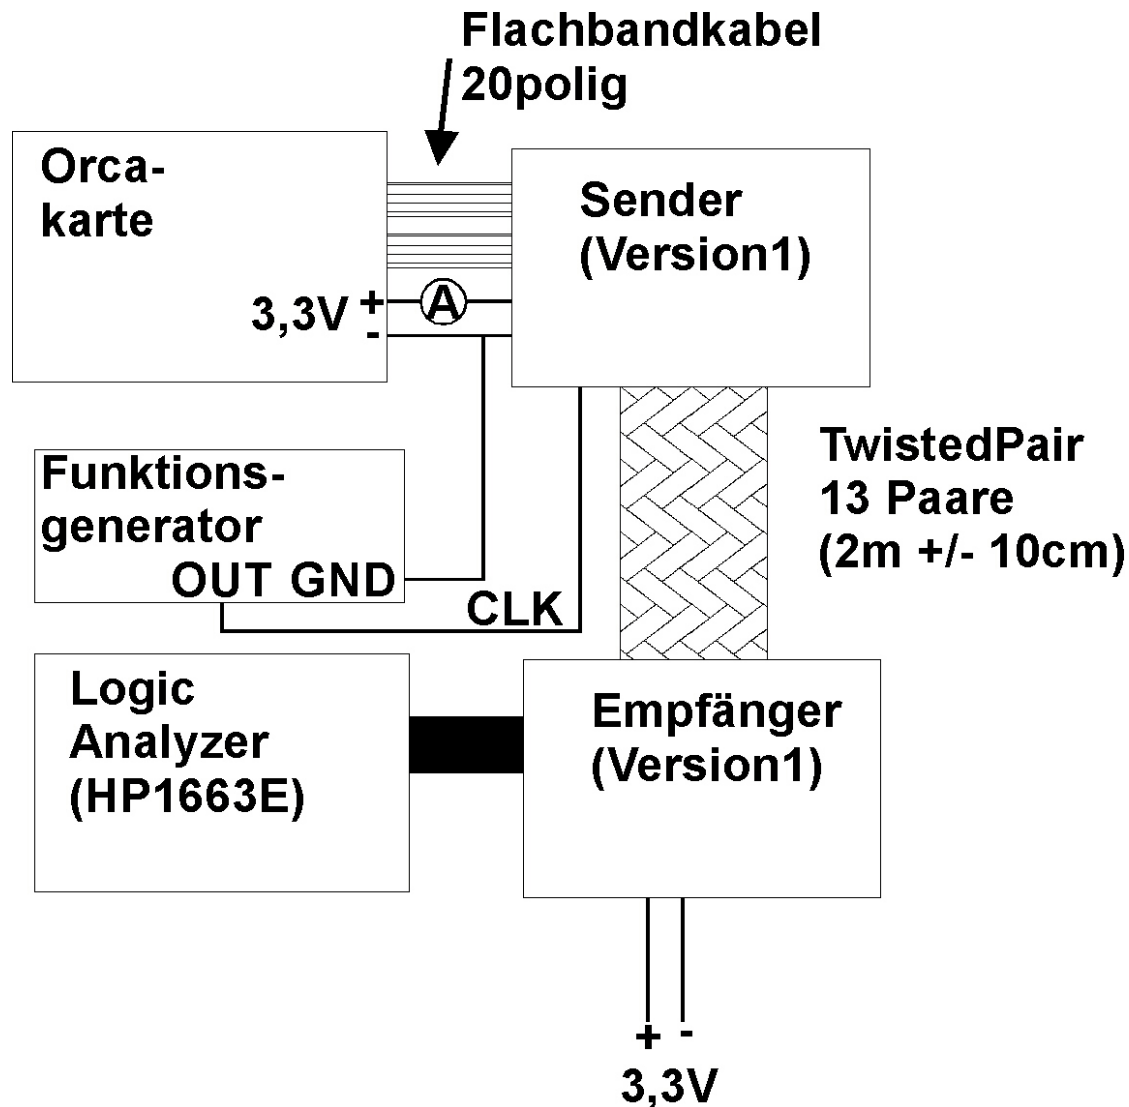 Flachbandkabel
20polig
Orca-
karte
Sender
(Version1)
3,3V
+
-
A
TwistedPair
13 Paare
(2m +/- 10cm)
Funktions-
generator
OUT GND
CLK
Logic
Analyzer
(HP1663E)
Empfänger
(Version1)
+ -
3,3V